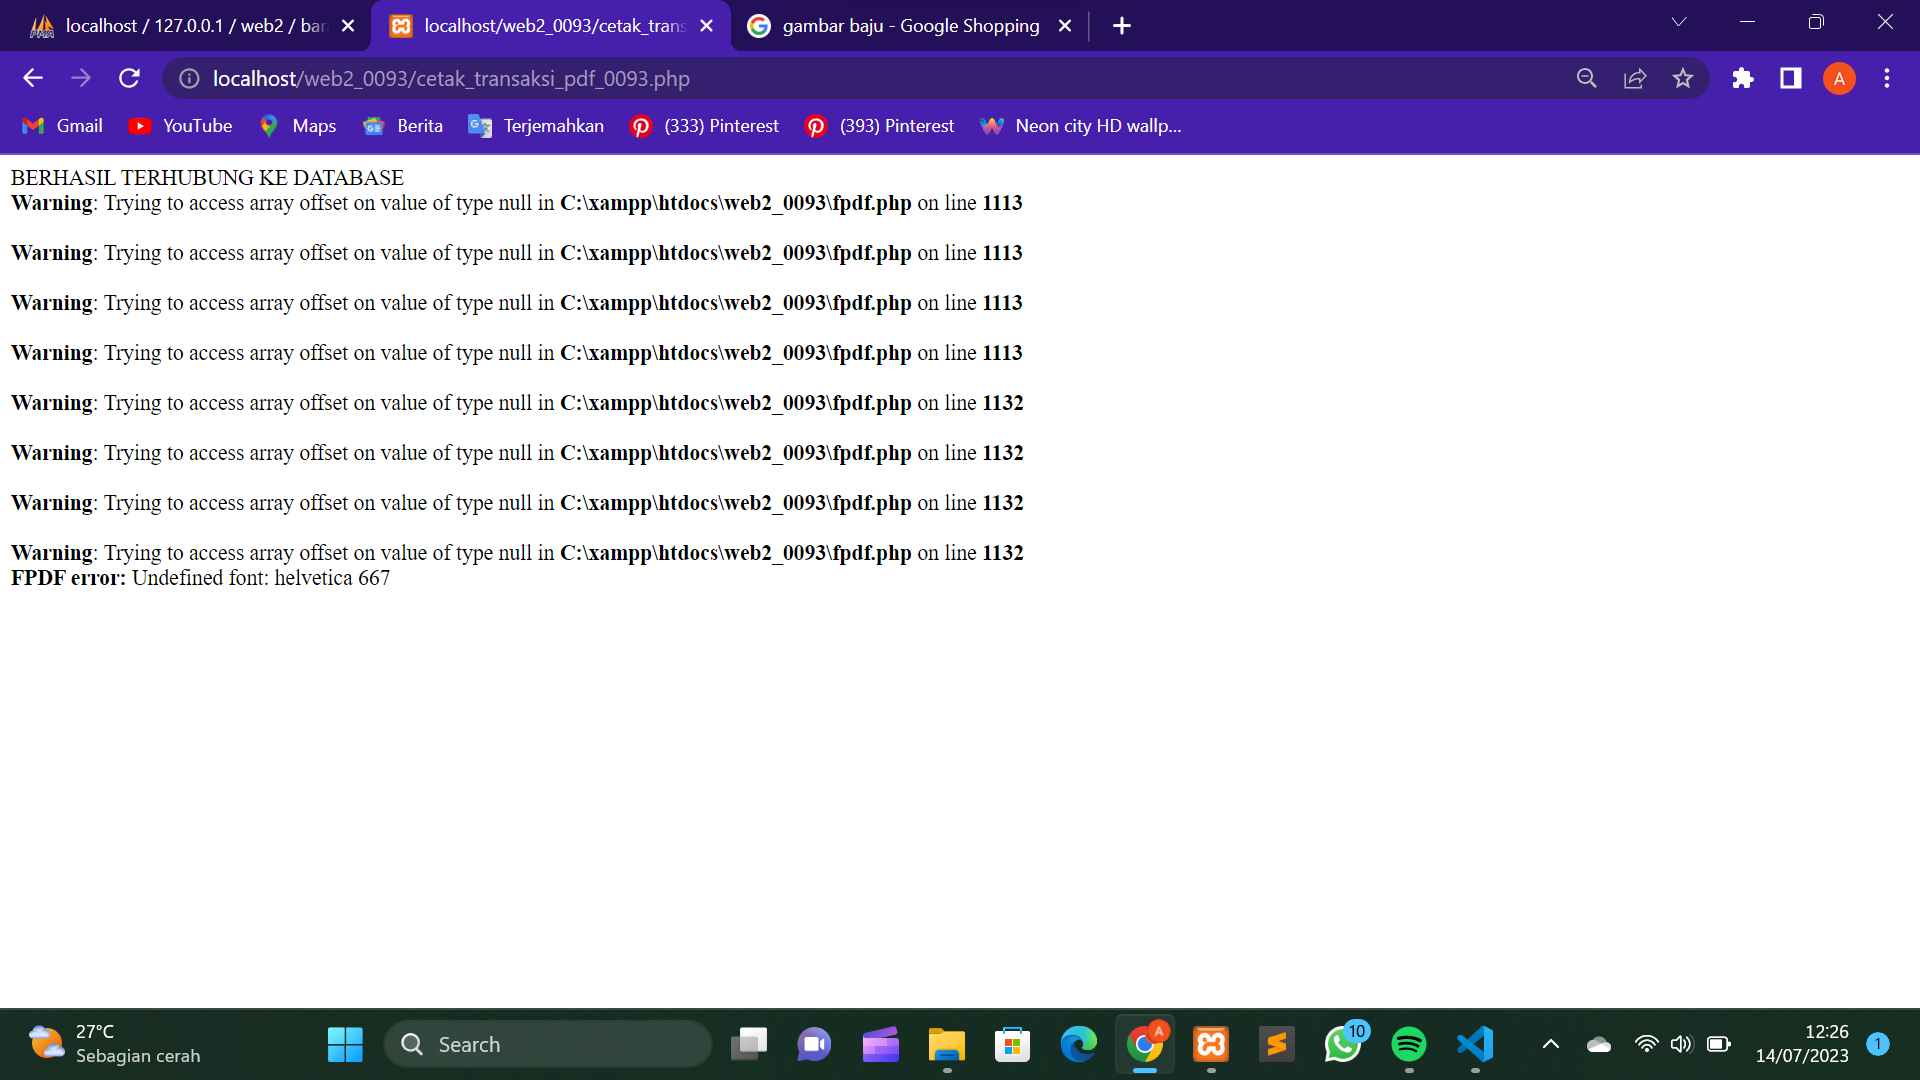 localhost / 127.0.0.1 / web2 / bar
localhost/web2_0093/cetak_trans
gambar baju - Google Shopping
localhost/web2_0093/cetak_transaksi_pdf_0093.php
A
Gmail
YouTube
Maps
Berita
Terjemahkan
(333) Pinterest
(393) Pinterest
Neon city HD wallp...
BERHASIL TERHUBUNG KE DATABASE
Warning: Trying to access array offset on value of type null in C:\xampp\htdocs\web2_0093\fpdf.php on line 1113
Warning: Trying to access array offset on value of type null in C:\xampp\htdocs\web2_0093\fpdf.php on line 1113
Warning: Trying to access array offset on value of type null in C:\xampp\htdocs\web2_0093\fpdf.php on line 1113
Warning: Trying to access array offset on value of type null in C:\xampp\htdocs\web2_0093\fpdf.php on line 1113
Warning: Trying to access array offset on value of type null in C:\xampp\htdocs\web2_0093\fpdf.php on line 1132
Warning: Trying to access array offset on value of type null in C:\xampp\htdocs\web2_0093\fpdf.php on line 1132
Warning: Trying to access array offset on value of type null in C:\xampp\htdocs\web2_0093\fpdf.php on line 1132
Warning: Trying to access array offset on value of type null in C:\xampp\htdocs\web2_0093\fpdf.php on line 1132
FPDF error: Undefined font: helvetica 667
27°C
Sebagian cerah
Search
A
10
12:26
14/07/2023
1